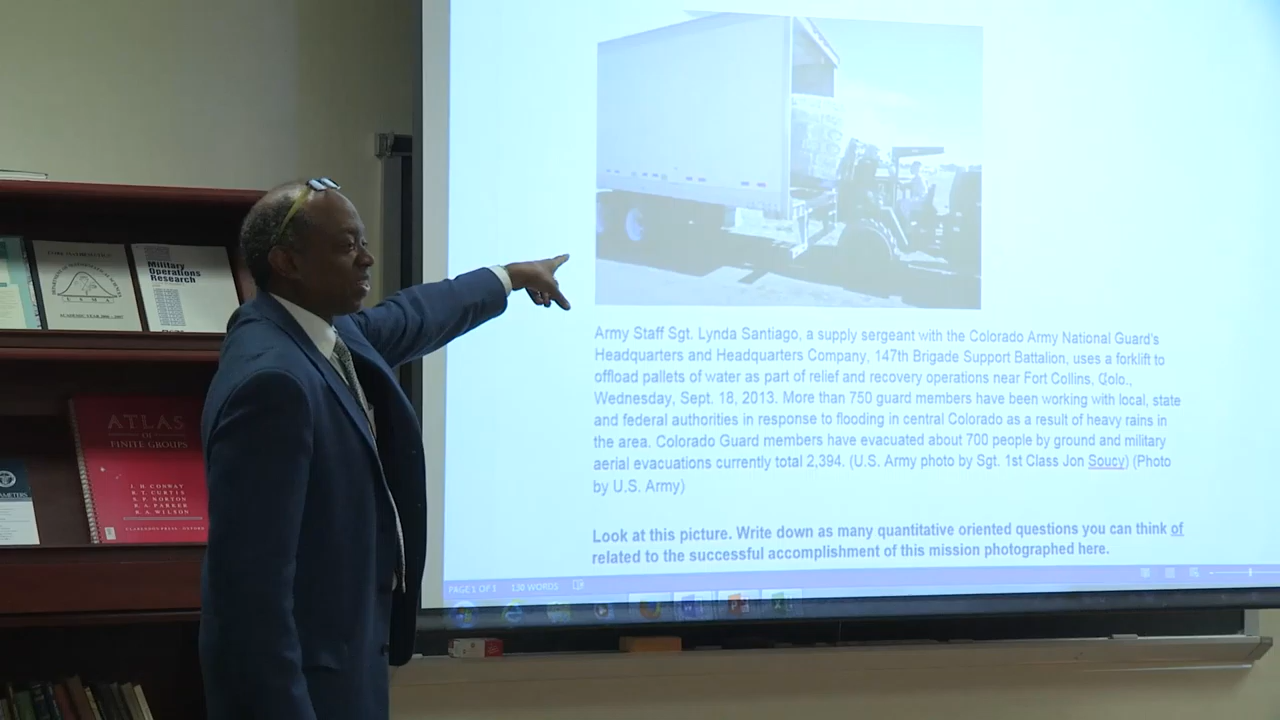 Military
Operations
Research
ATLAS
OF
FINITE GROUPS
J. H. CONWAY
R. T. CURTIS
S. P. NORTON
R. A. PARKER
R. A. WILSON
CLARENDON PRESS OXFORD
Army Staff Sgt. Lynda Santiago, a supply sergeant with the Colorado Army National Guard's
Headquarters and Headquarters Company, 147th Brigade Support Battalion, uses a forklift to
offload pallets of water as part of relief and recovery operations near Fort Collins, Colo.,
Wednesday, Sept. 18, 2013. More than 750 guard members have been working with local, state
and federal authorities in response to flooding in central Colorado as a result of heavy rains in
the area. Colorado Guard members have evacuated about 700 people by ground and military
aerial evacuations currently total 2,394. (U.S. Army photo by Sgt. 1st Class Jon Soucy) (Photo
by U.S. Army)
Look at this picture. Write down as many quantitative oriented questions you can think of
related to the successful accomplishment of this mission photographed here.
PAGE 1 OF 1 130 WORDS